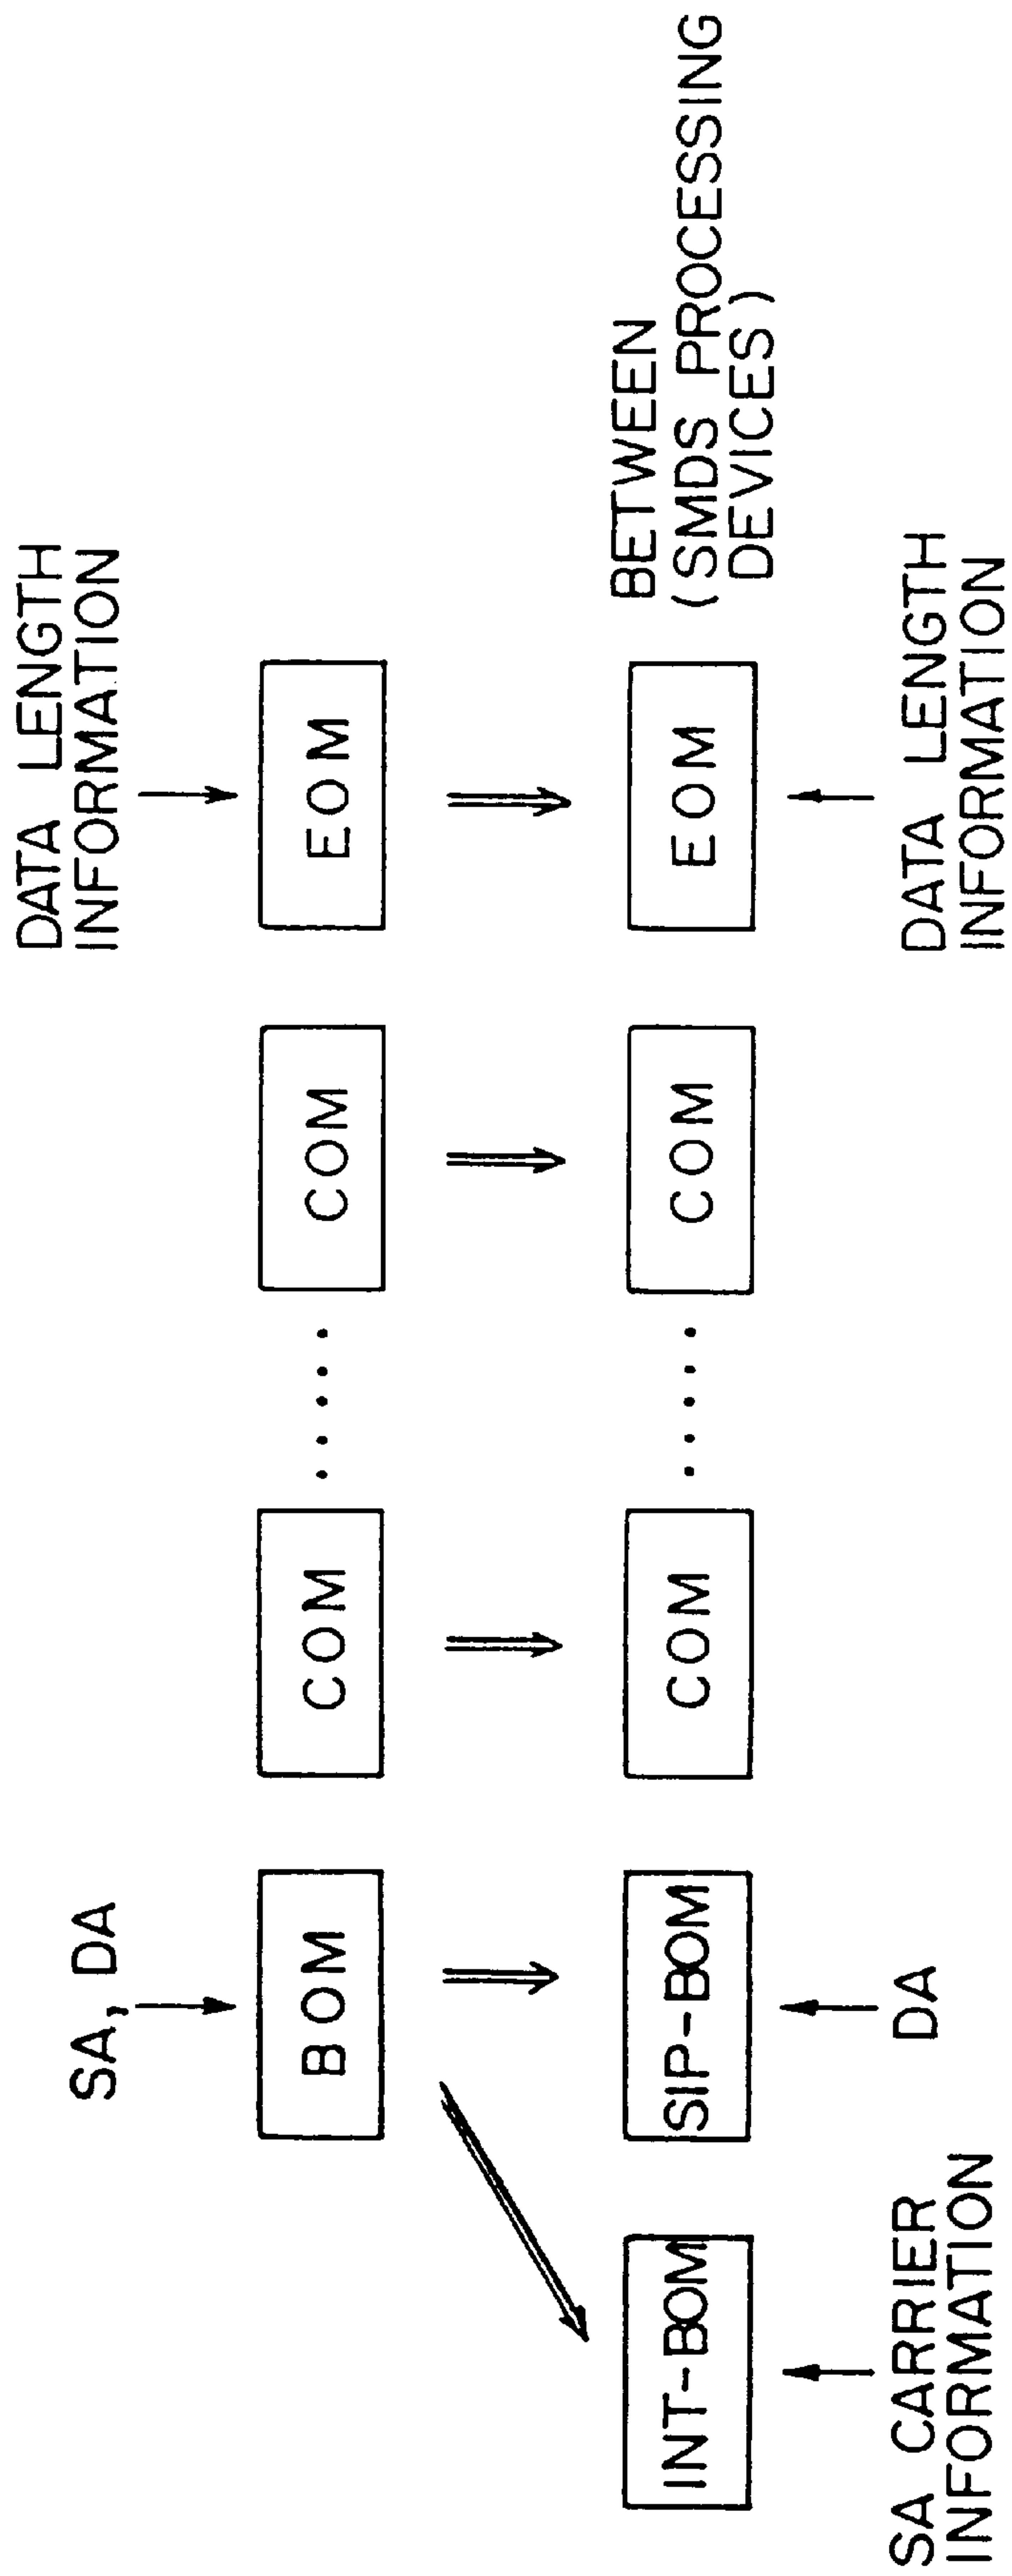 SA, DA
DATA LENGTH
INFORMATION
BOM
COM
.....
COM
EOM
INT-BOM
SIP-BOM
COM
.....
COM
EOM
BETWEEN
(SMDS PROCESSING
DEVICES)
SA CARRIER
INFORMATION
DA
DATA LENGTH
INFORMATION